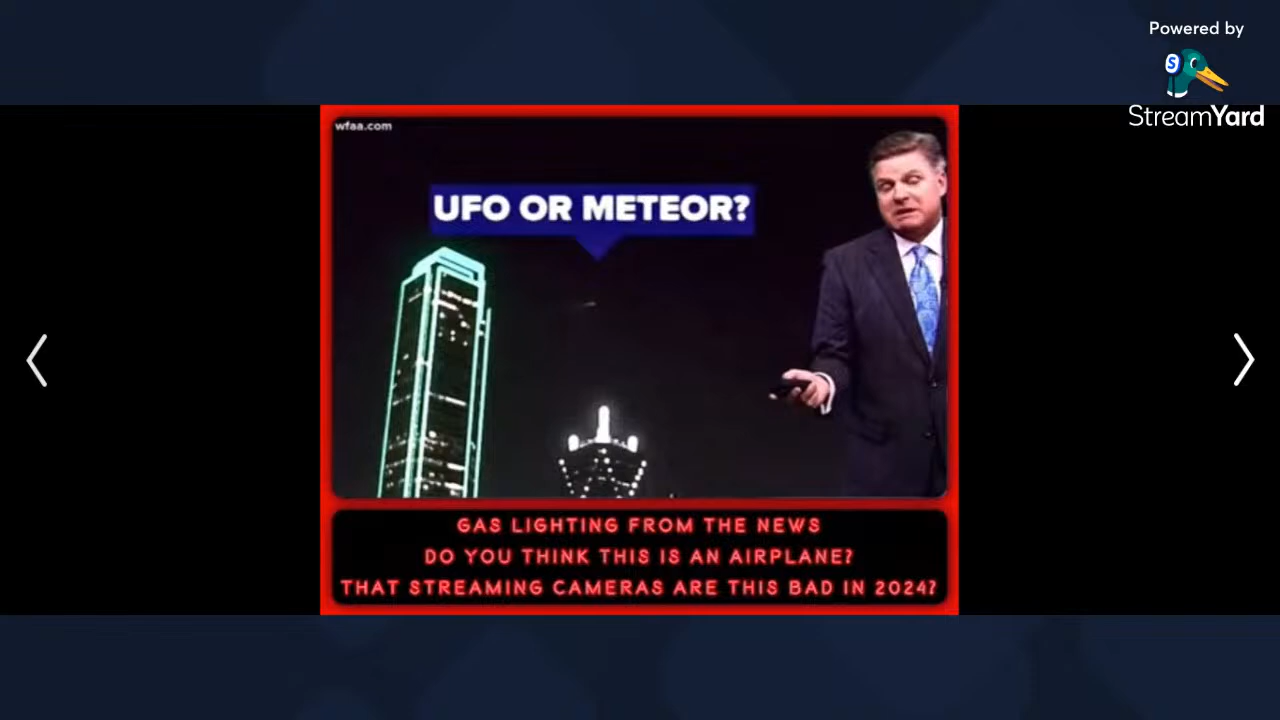 Powered by
S
StreamYard
wfaa.com
UFO OR METEOR?
GAS LIGHTING FROM THE NEWS
DO YOU THINK THIS IS AN AIRPLANE?
THAT STREAMING CAMERAS ARE THIS BAD IN 2024?